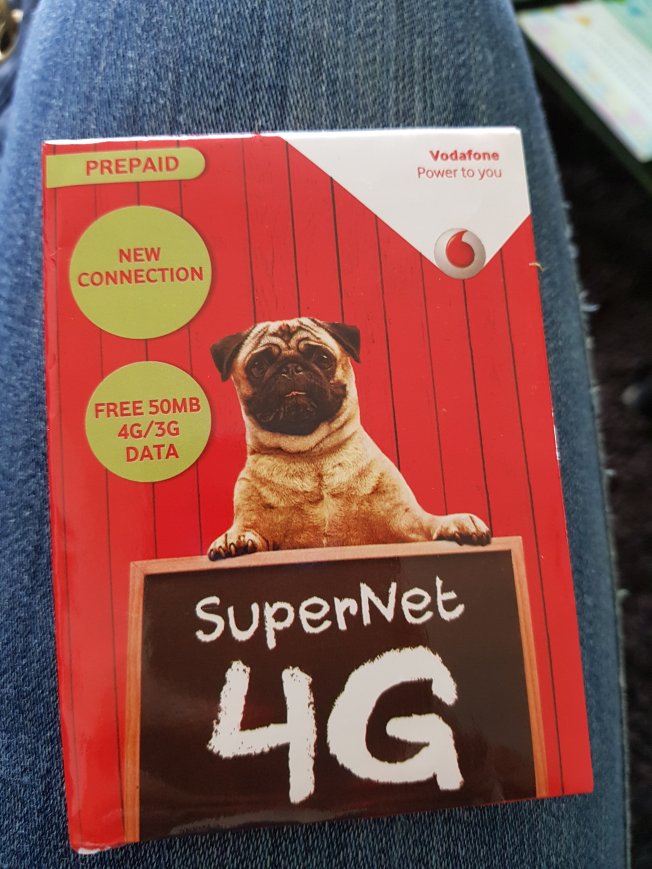 PREPAID
Vodafone
Power to you
NEW
CONNECTION
FREE 50MB
4G/3G
DATA
SuperNet
4G